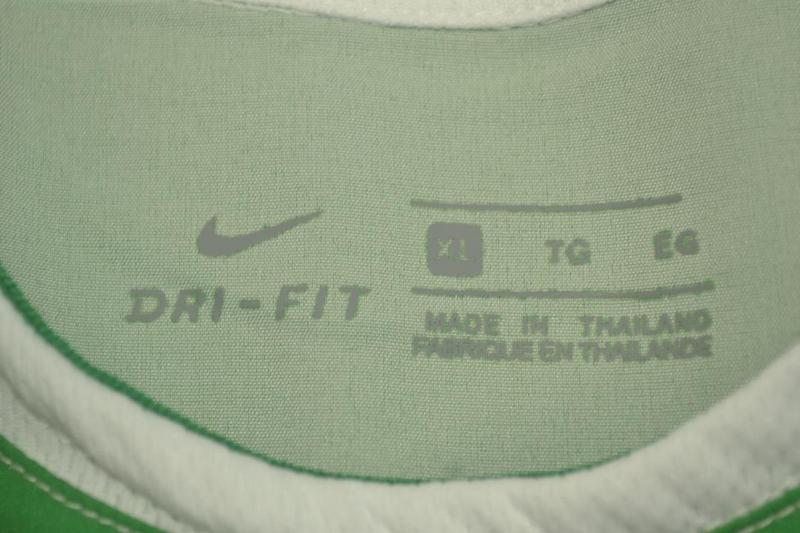 DRI-FIT
XL TG EG
MADE IN THAILAND
FABRIQUE EN THAILANDE